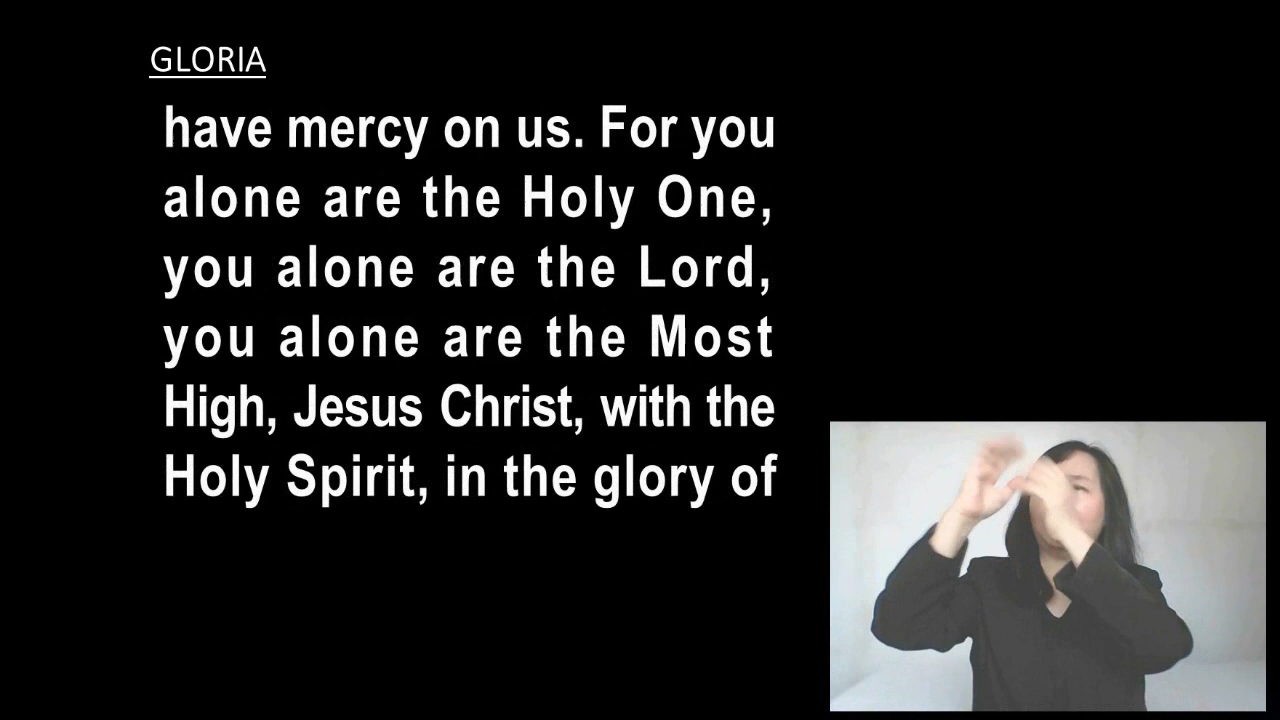 GLORIA
have mercy on us. For you
alone are the Holy One,
you alone are the Lord,
you alone are the Most
High, Jesus Christ, with the
Holy Spirit, in the glory of